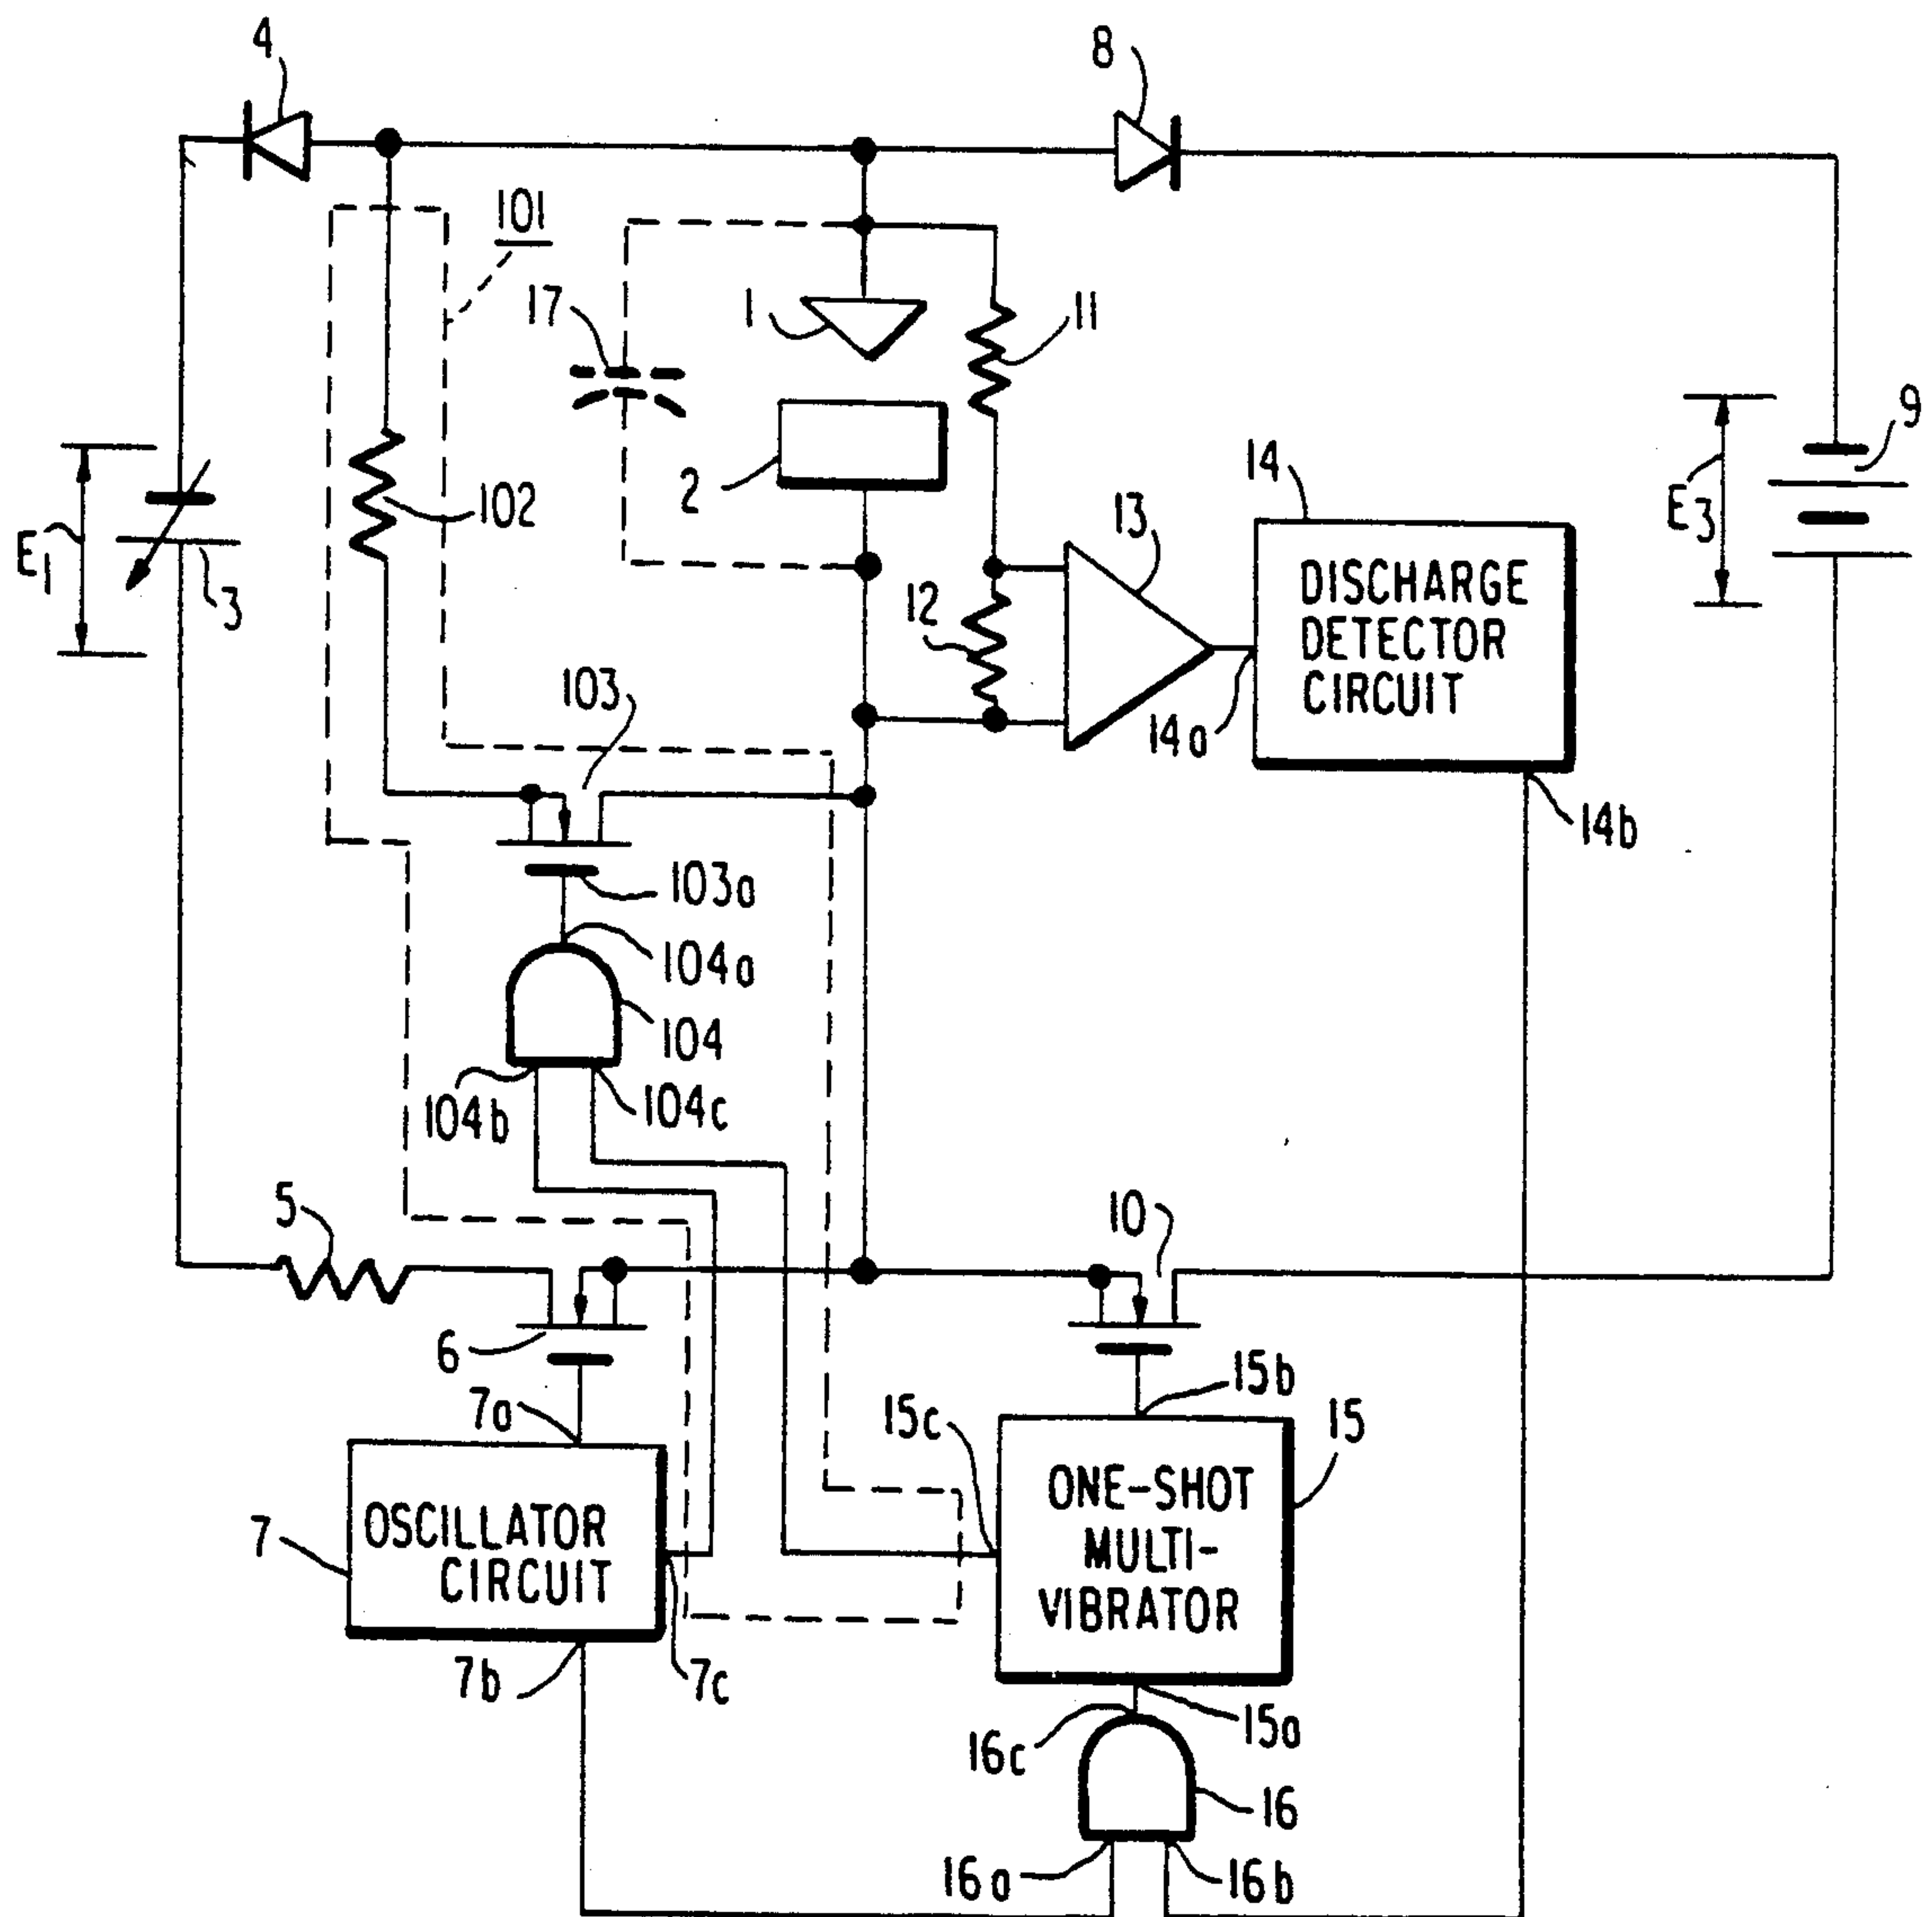 4
8
101
17
1
11
2
9
E3
14
13
102
E1
3
12
DISCHARGE
DETECTOR
CIRCUIT
103
14a
14b
103a
104a
104
104b
104c
5
10
6
7a
15b
15c
15
ONE-SHOT
MULTI-
VIBRATOR
7
OSCILLATOR
CIRCUIT
7b
7c
15a
16c
16
16a
16b